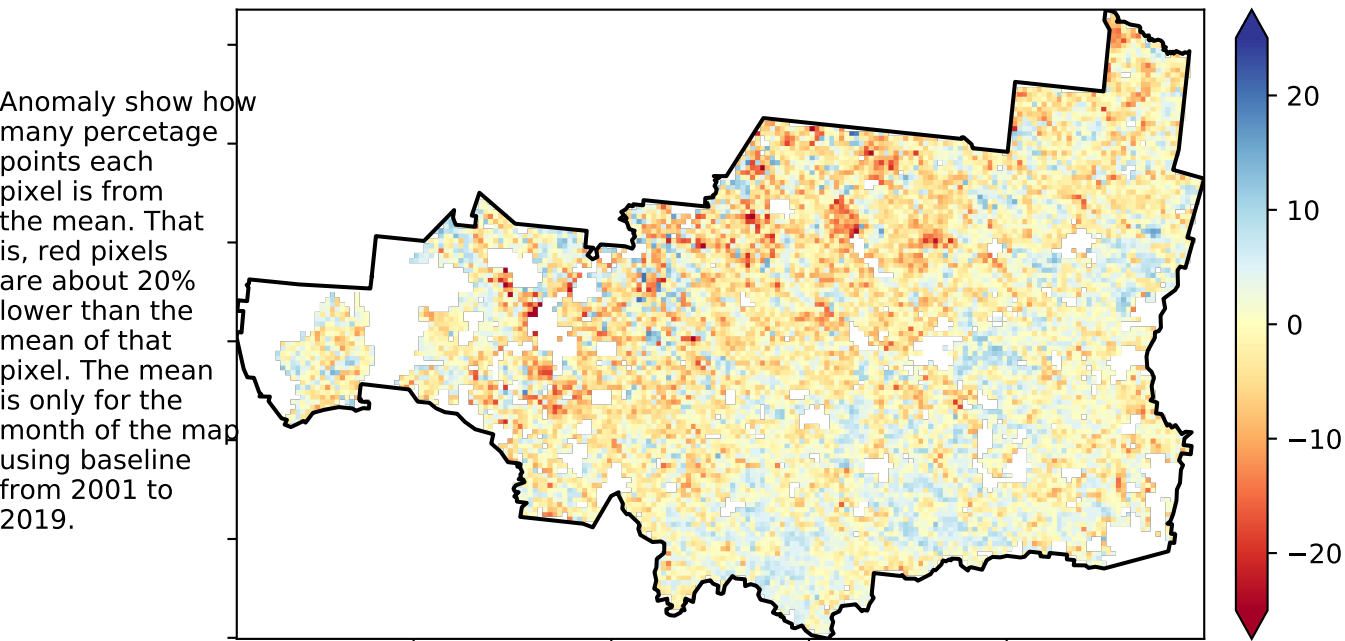 Anomaly show how
many percetage
points each
pixel is from
the mean. That
is, red pixels
are about 20%
lower than the
mean of that
pixel. The mean
is only for the
month of the map
using baseline
from 2001 to
2019.
20
10
0
−10
−20